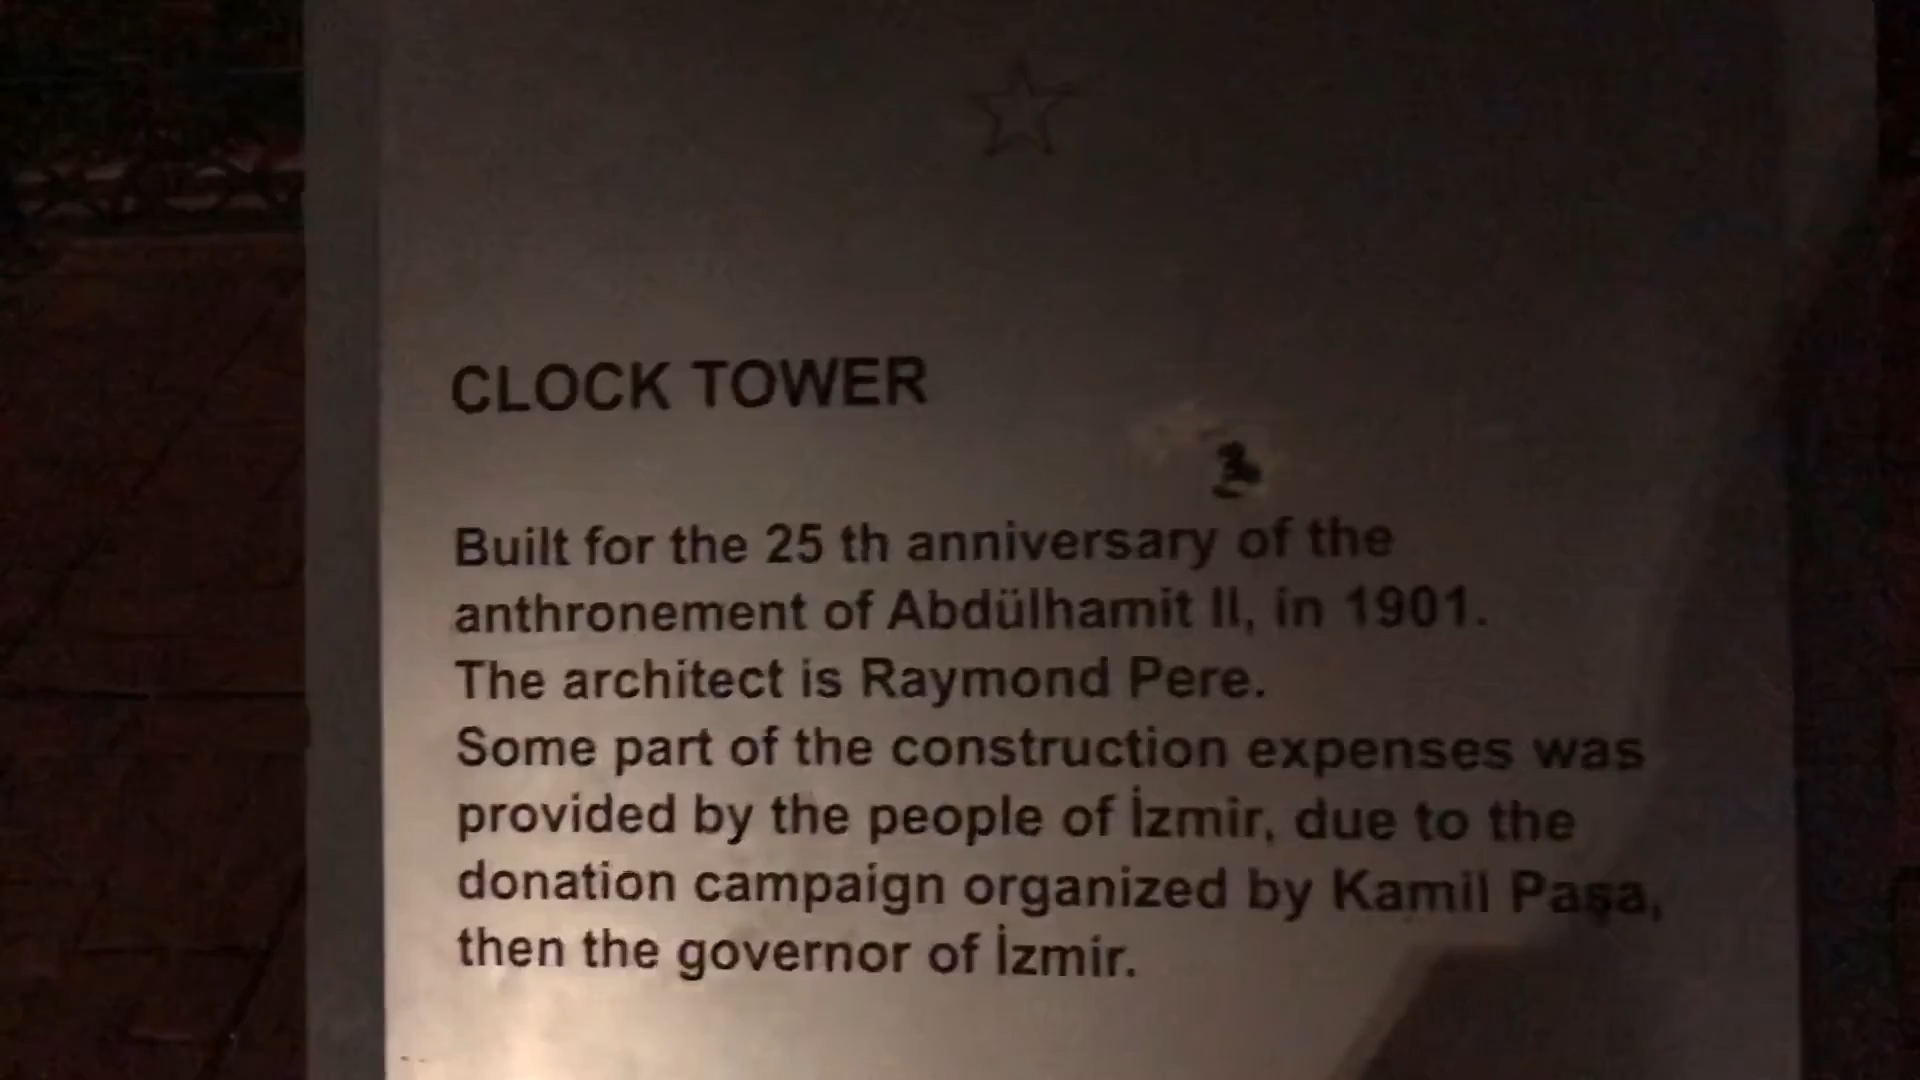 CLOCK TOWER
Built for the 25 th anniversary of the
anthronement of Abdülhamit II, in 1901.
The architect is Raymond Pere.
Some part of the construction expenses was
provided by the people of İzmir, due to the
donation campaign organized by Kamil Paşa,
then the governor of İzmir.